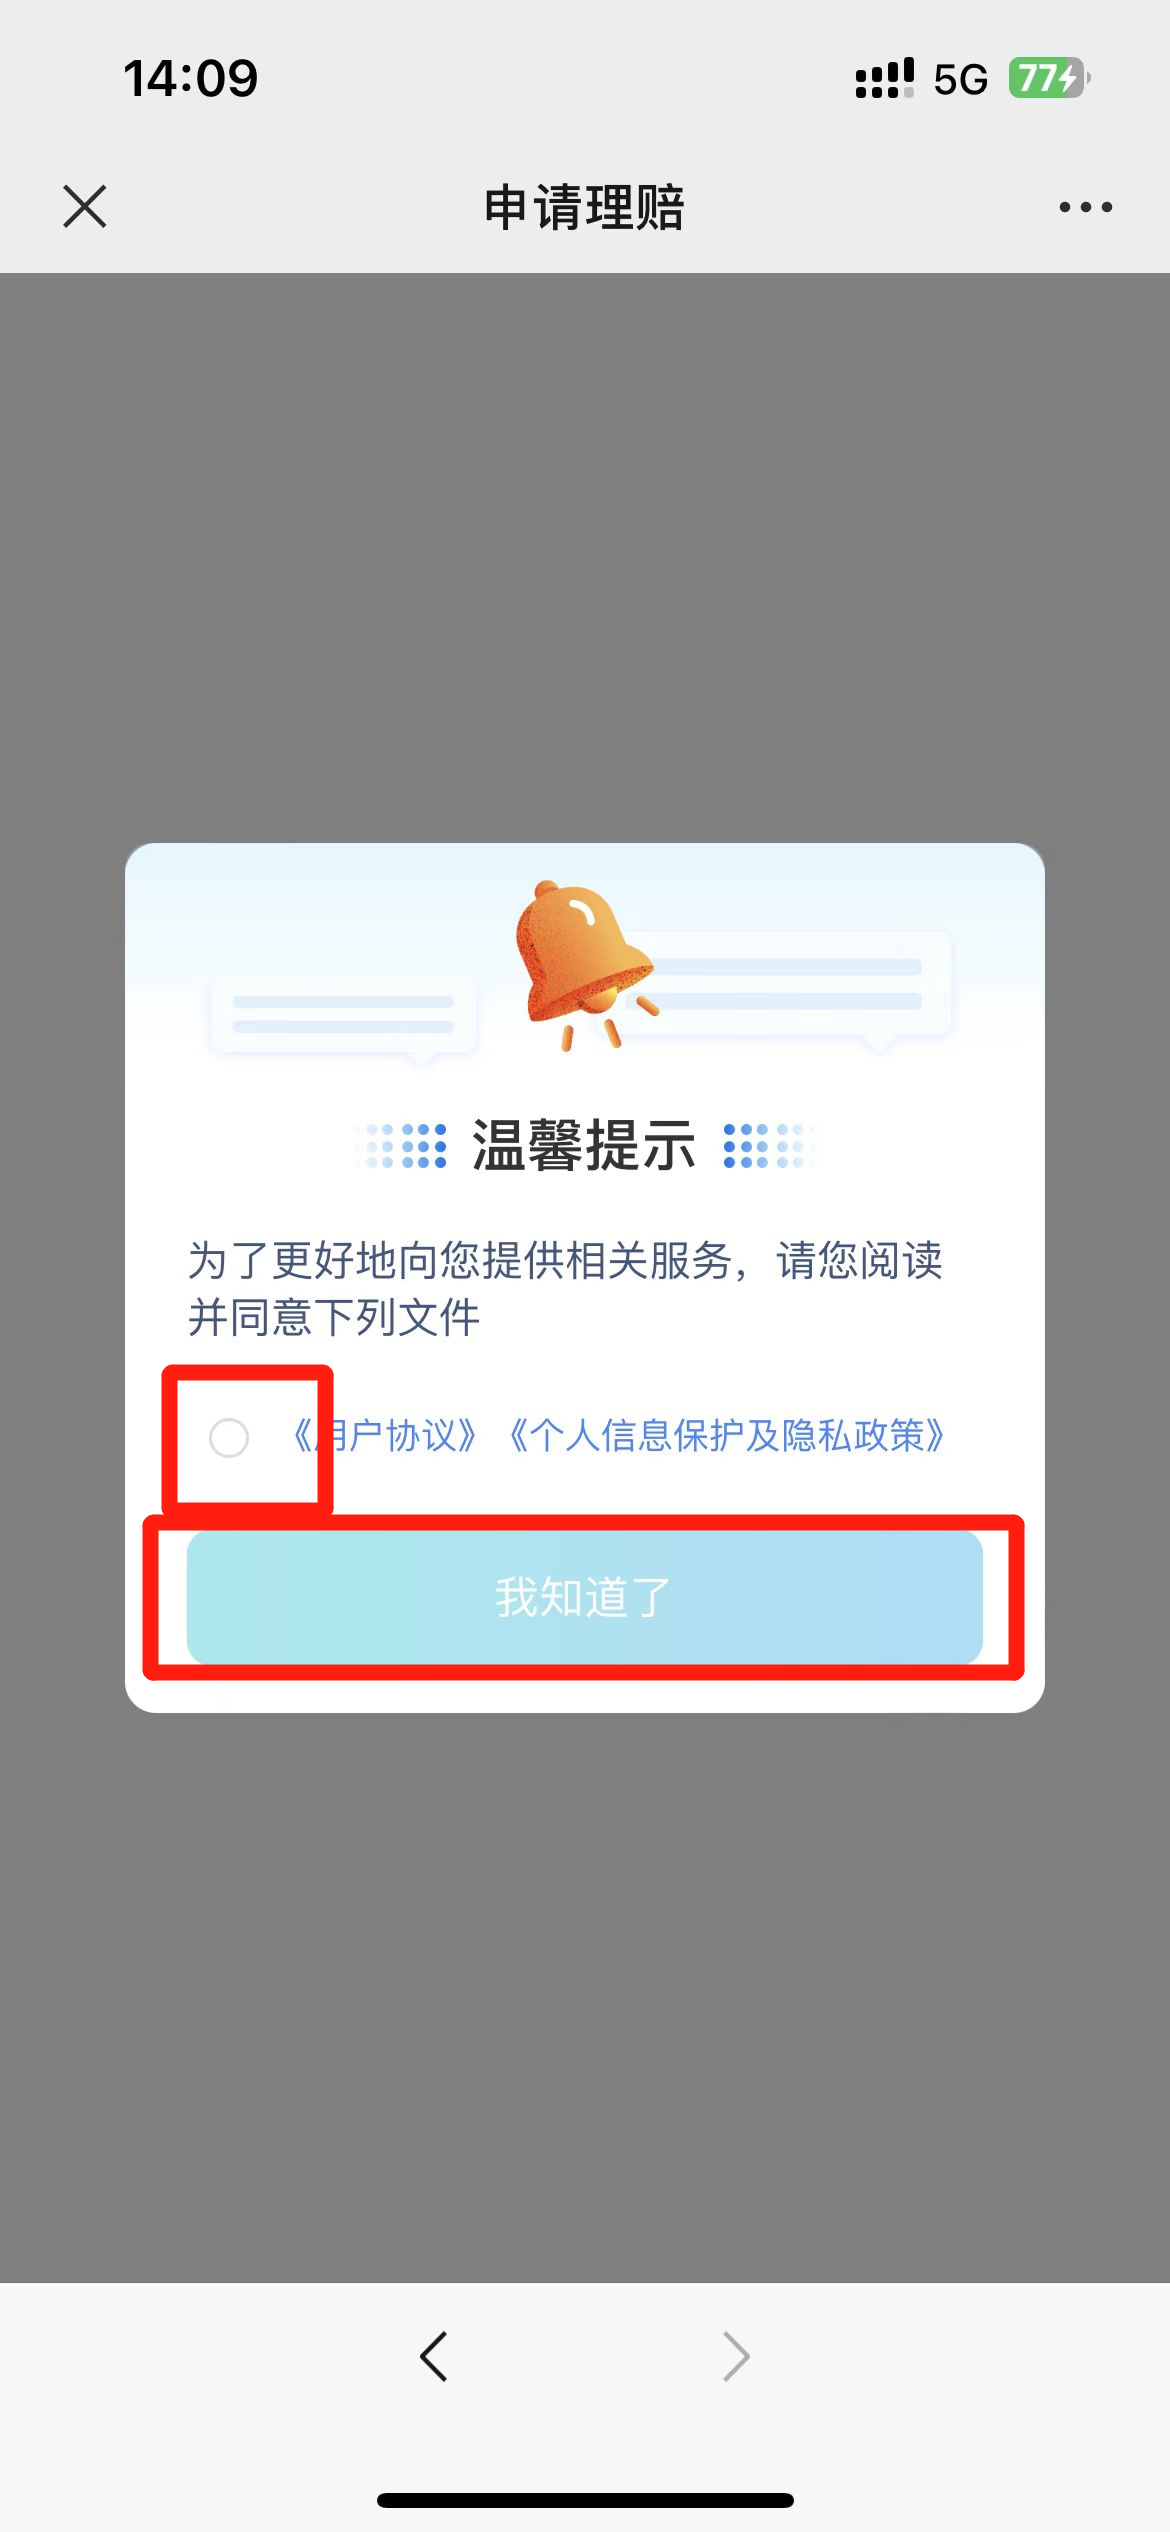 14:09
5G 77
申请理赔
温馨提示
为了更好地向您提供相关服务，请您阅读
并同意下列文件
《用户协议》《个人信息保护及隐私政策》
我知道了